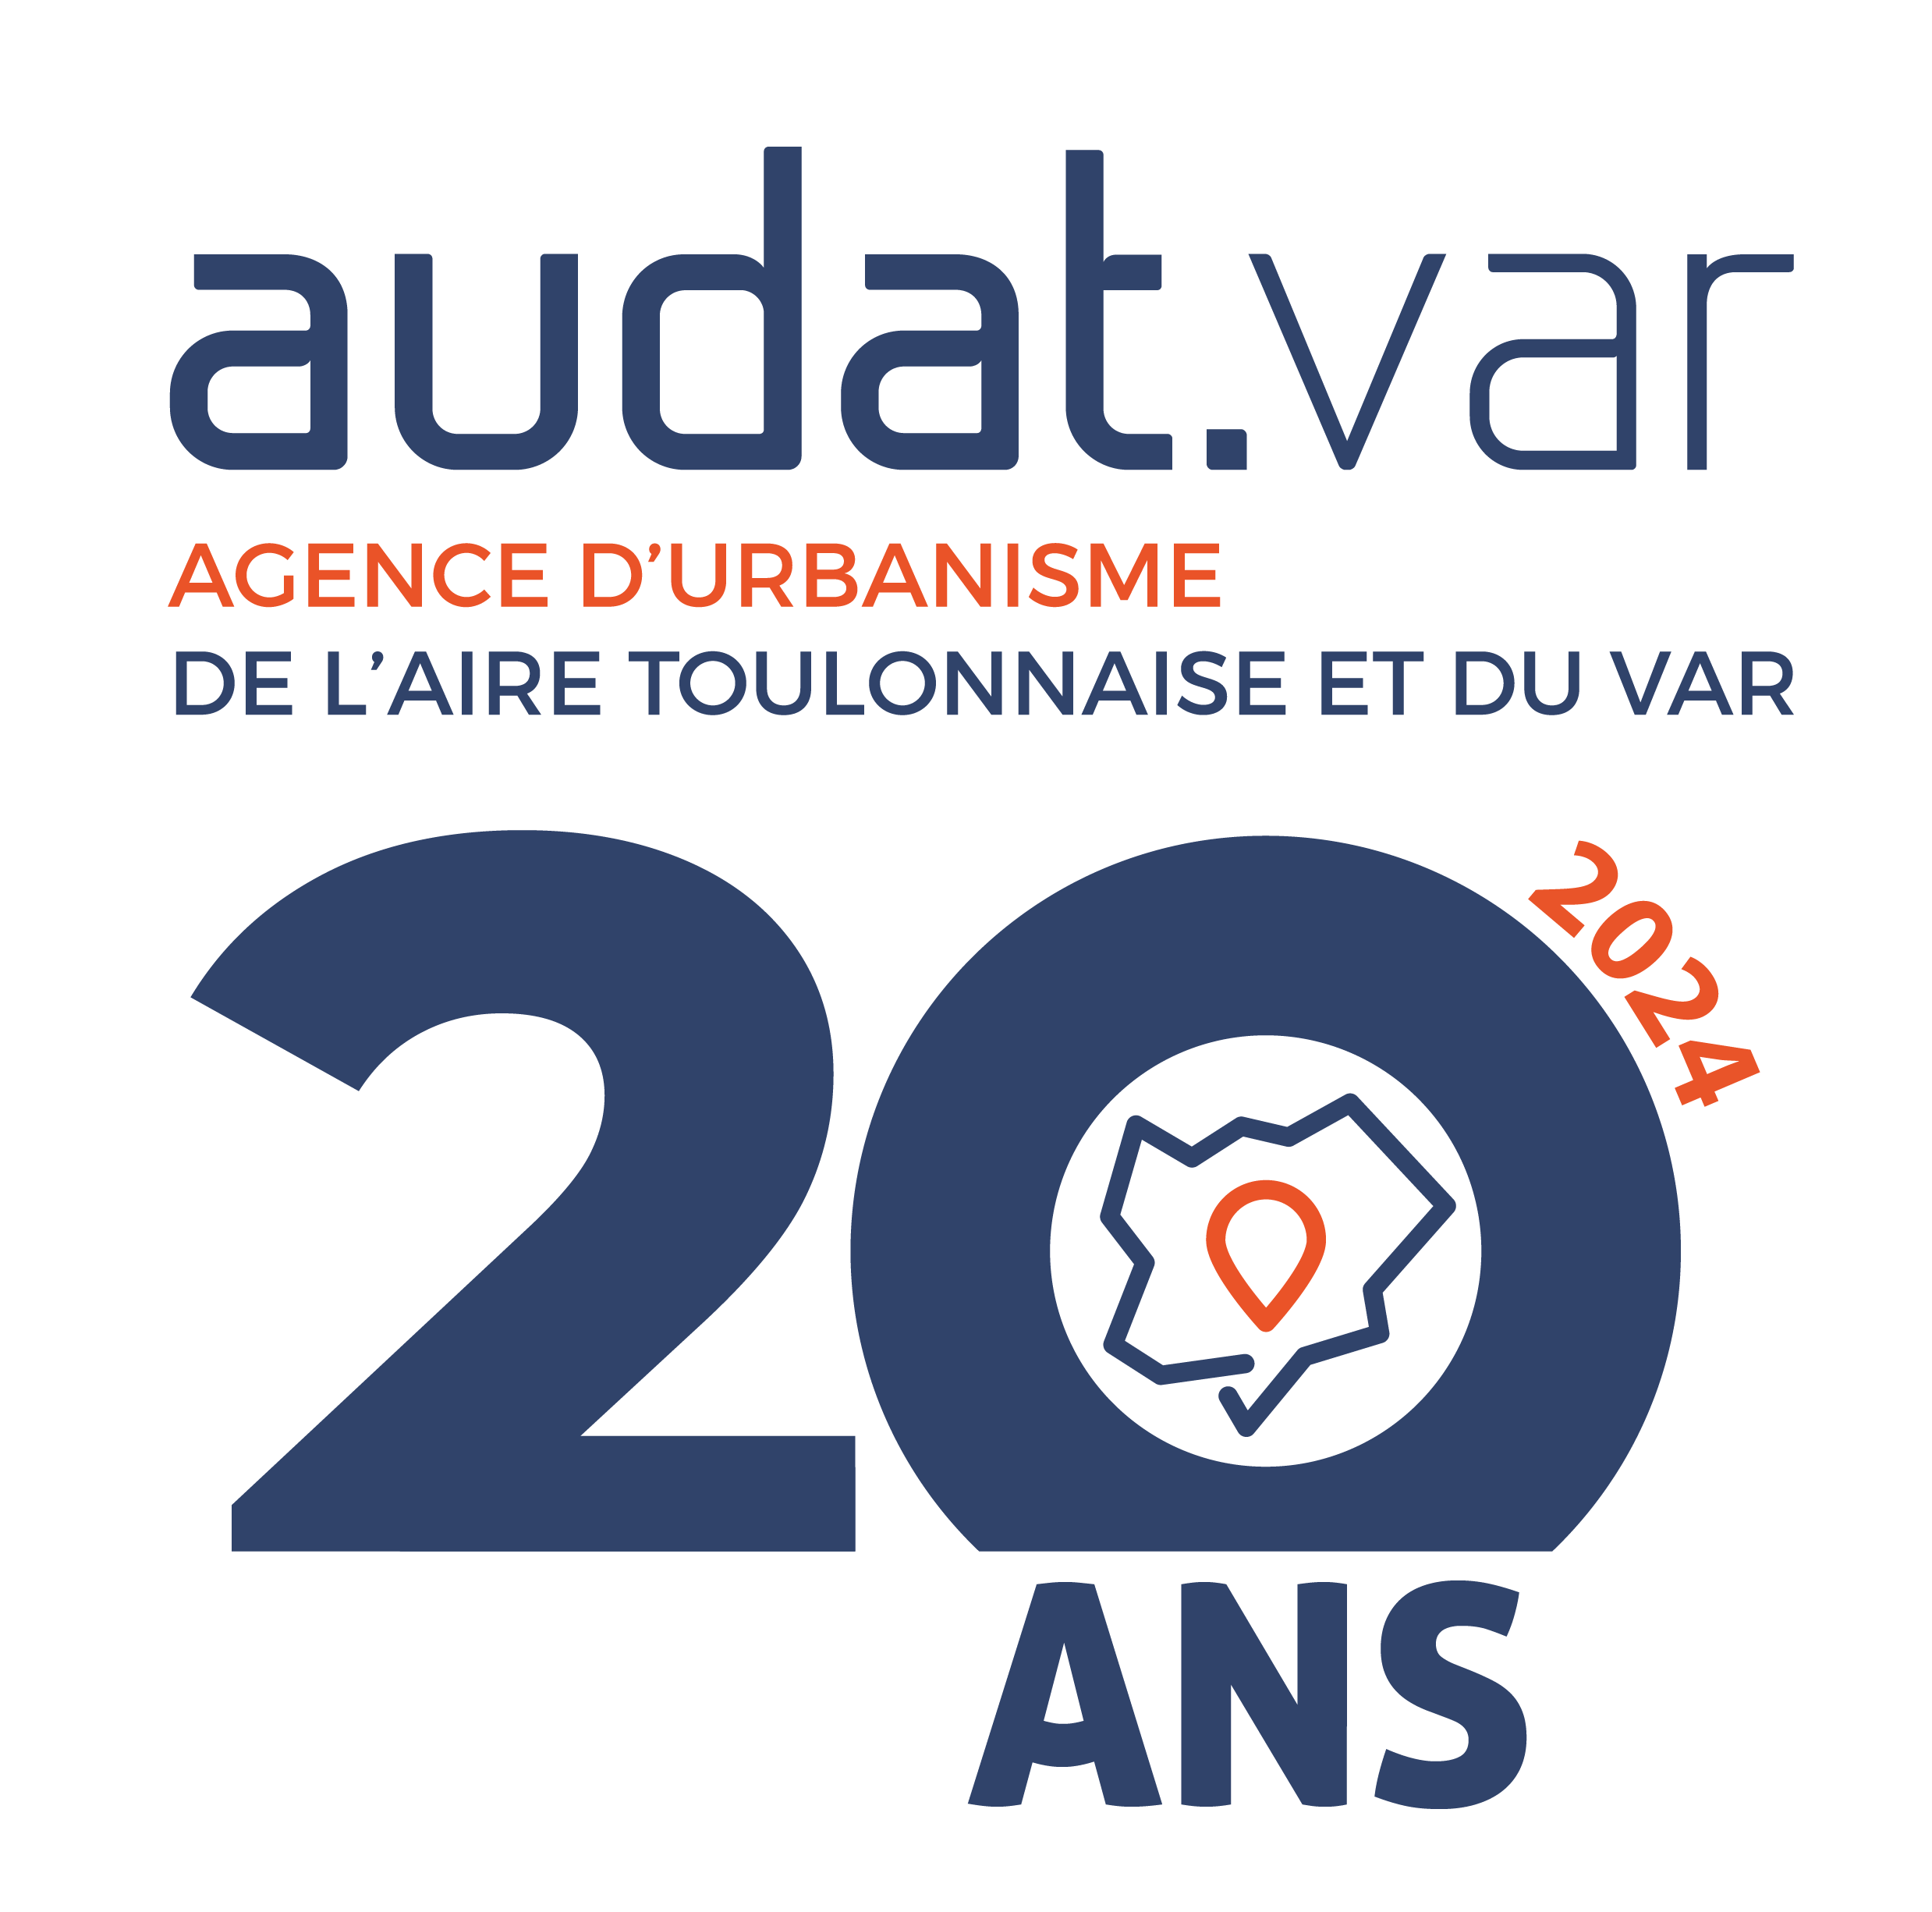 audat.var
AGENCE D'URBANISME
DE L'AIRE TOULONNAISE ET DU VAR
20
2024
ANS